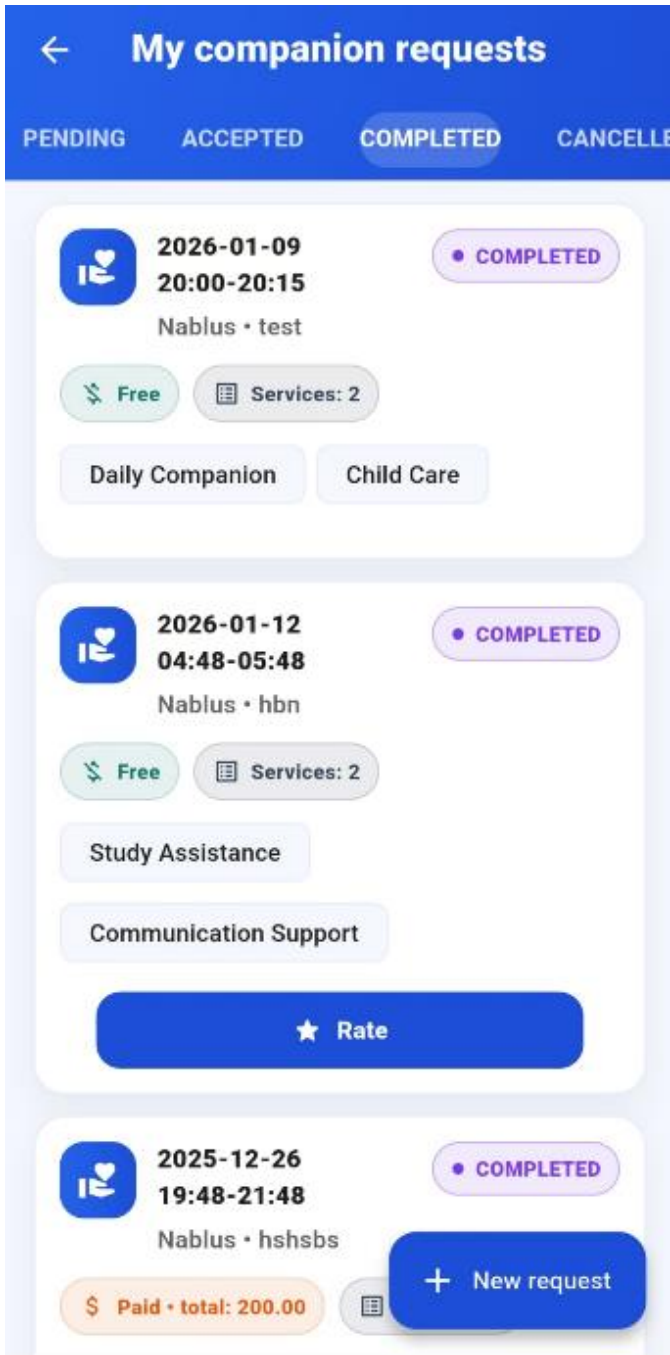 My companion requests
PENDING ACCEPTED COMPLETED CANCELLE
2026-01-09
20:00-20:15
COMPLETED
Nablus • test
Free
Services: 2
Daily Companion
Child Care
2026-01-12
04:48-05:48
COMPLETED
Nablus • hbn
Free
Services: 2
Study Assistance
Communication Support
Rate
2025-12-26
19:48-21:48
COMPLETED
Nablus • hshsbs
$ Paid • total: 200.00
+ New request